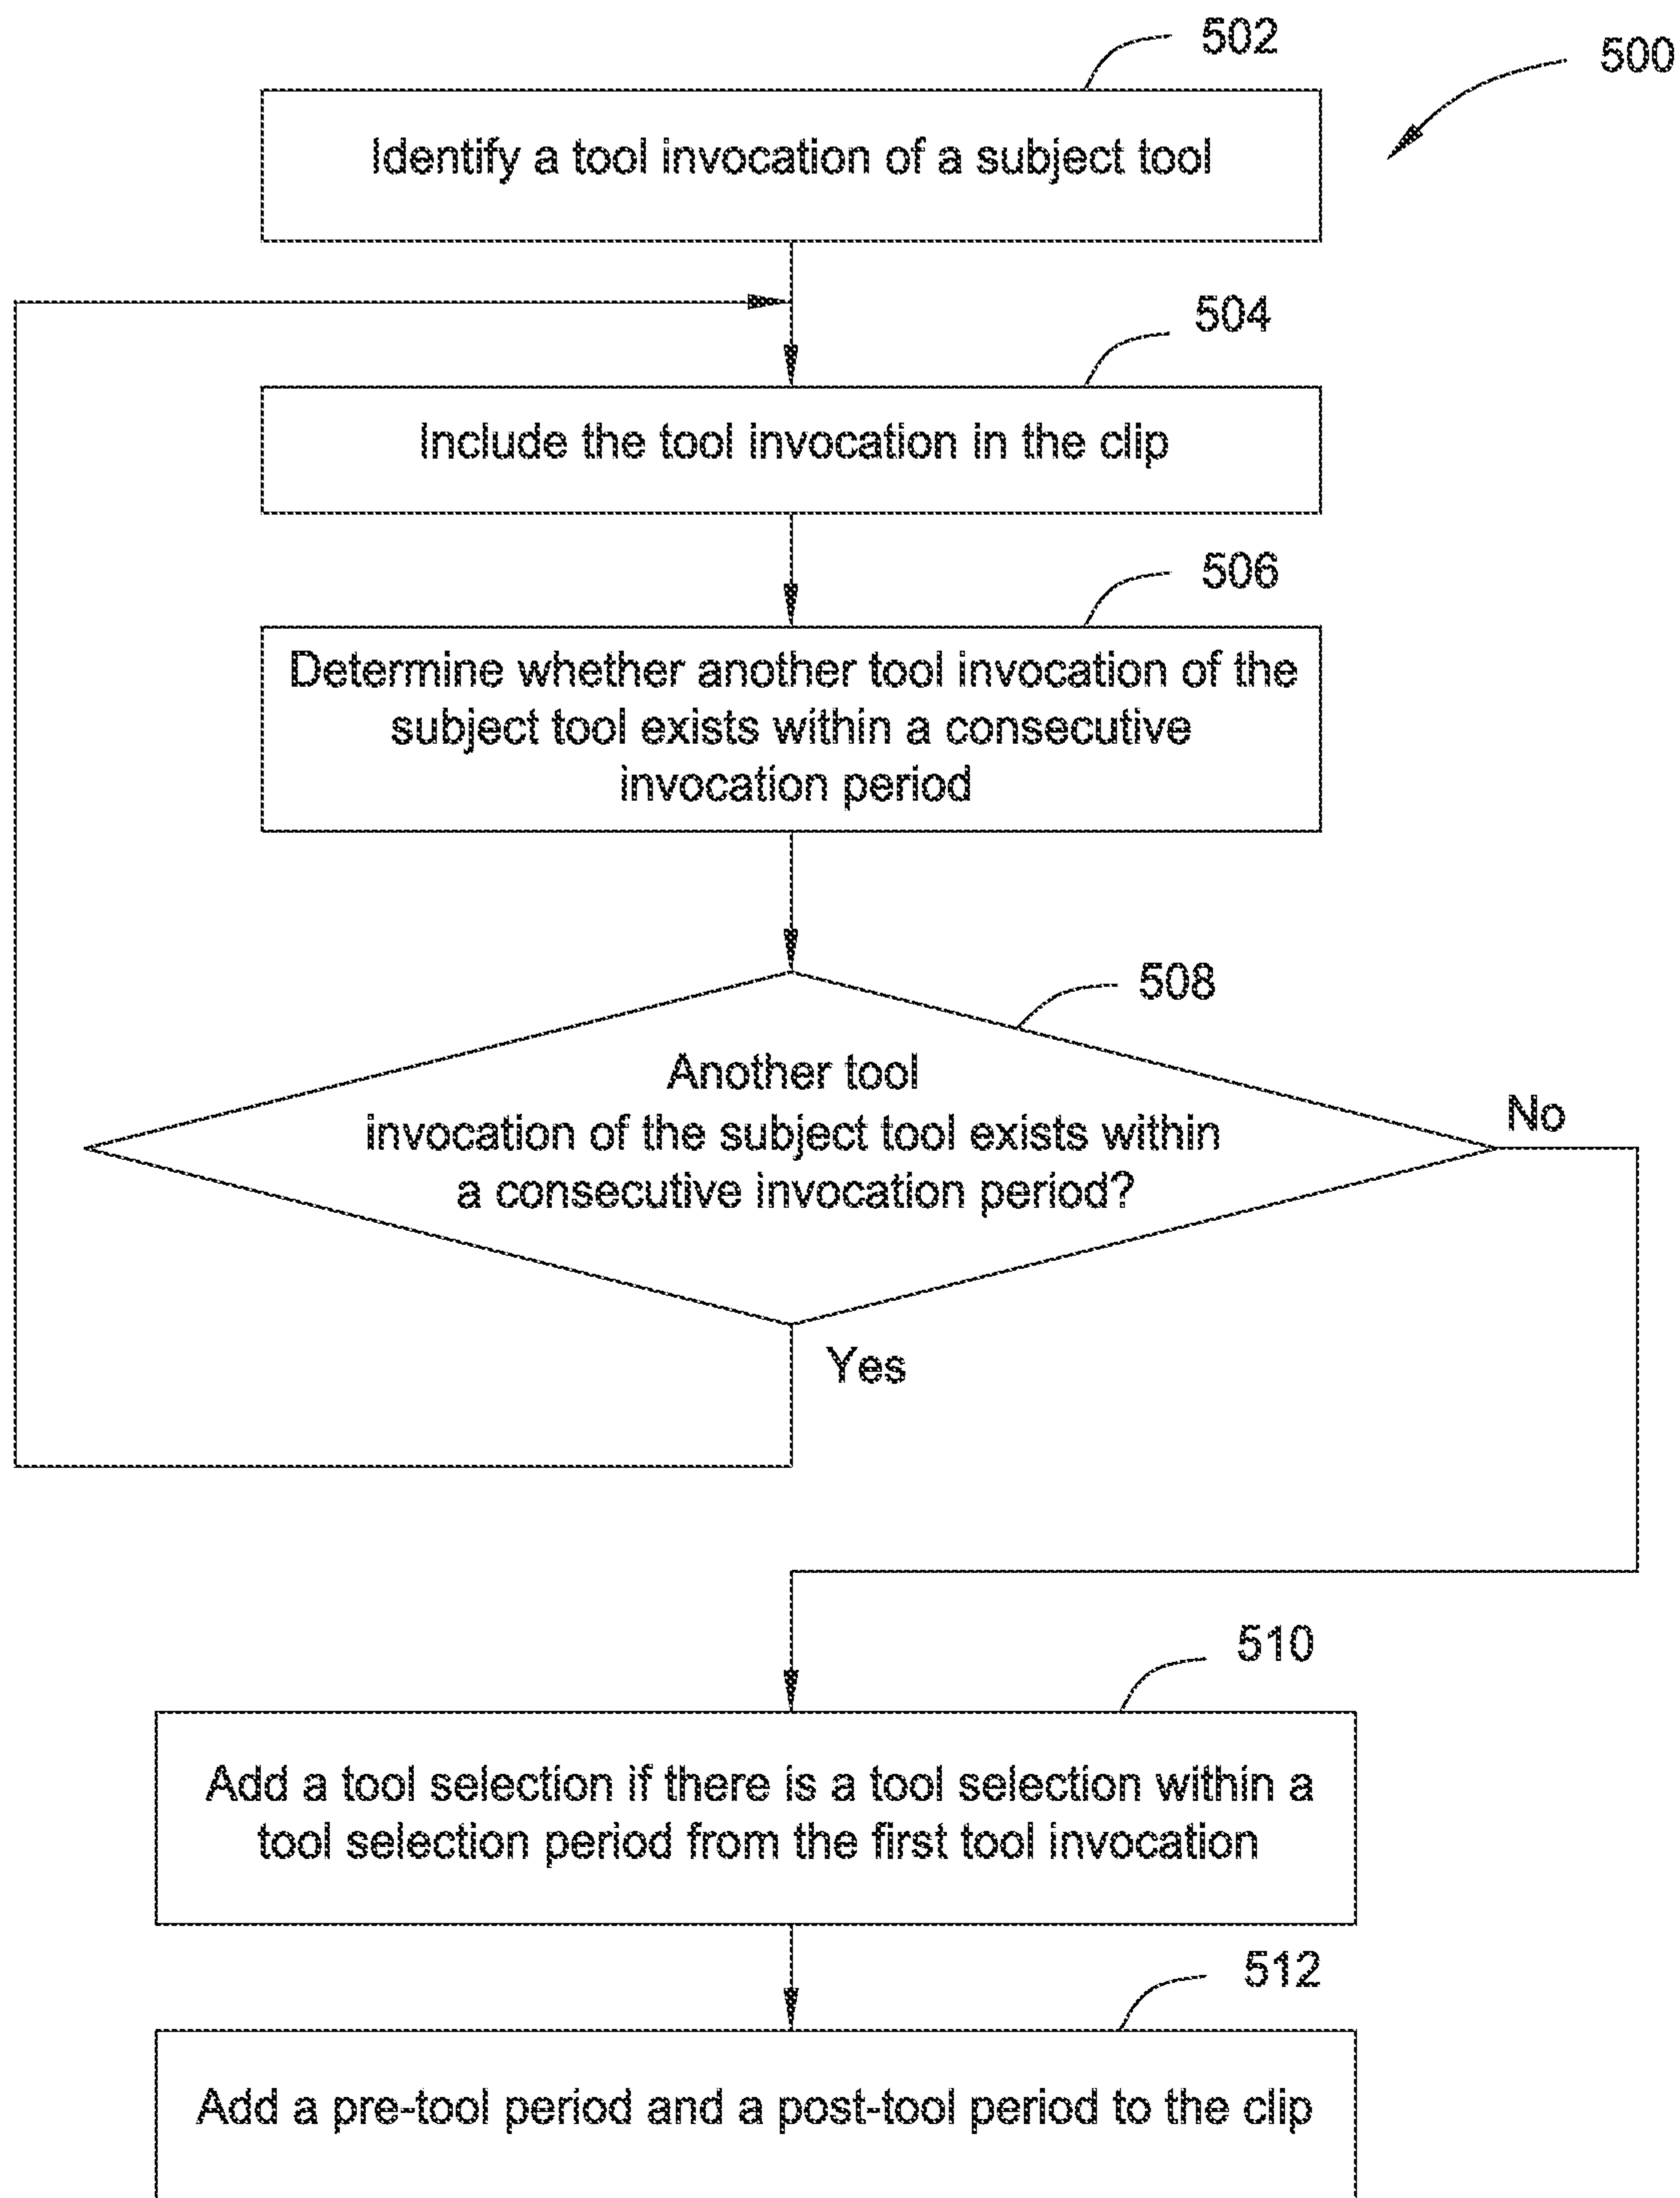 502
500
Identify a tool invocation of a subject tool
504
Include the tool invocation in the clip
506
Determine whether another tool invocation of the
subject tool exists within a consecutive
invocation period
508
Another tool
invocation of the subject tool exists within
a consecutive invocation period?
No
Yes
510
Add a tool selection if there is a tool selection within a
tool selection period from the first tool invocation
512
Add a pre-tool period and a post-tool period to the clip